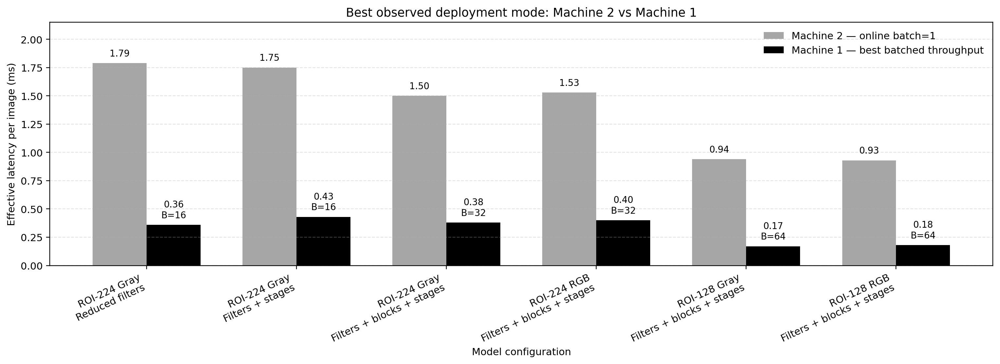 Best observed deployment mode: Machine 2 vs Machine 1
Machine 2 — online batch=1
Machine 1 — best batched throughput
Effective latency per image (ms)
2.00
1.75
1.50
1.25
1.00
0.75
0.50
0.25
0.00
1.79
0.36
B=16
1.75
0.43
B=16
1.50
0.38
B=32
1.53
0.40
B=32
0.94
0.17
B=64
0.93
0.18
B=64
ROI-224 Gray
Reduced filters
ROI-224 Gray
Filters + stages
ROI-224 Gray
Filters + blocks + stages
ROI-224 RGB
Filters + blocks + stages
ROI-128 Gray
Filters + blocks + stages
ROI-128 RGB
Filters + blocks + stages
Model configuration